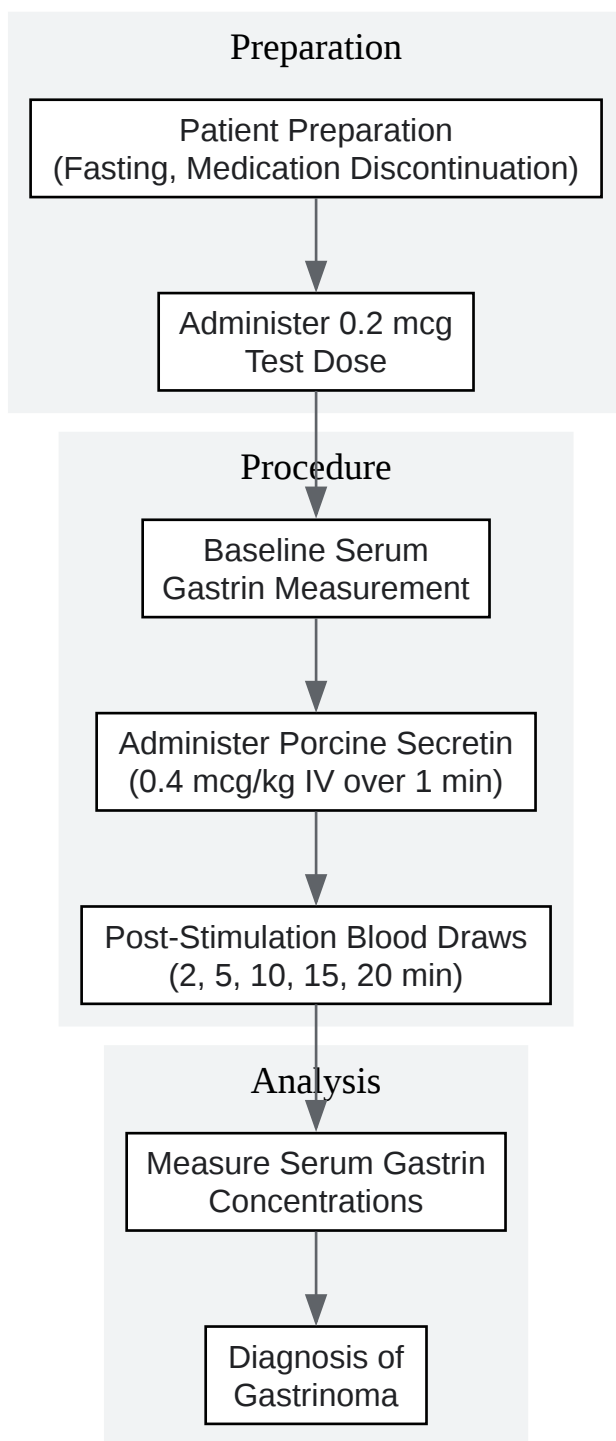 Preparation
Patient Preparation
(Fasting, Medication Discontinuation)
Administer 0.2 mcg
Test Dose
Procedure
Baseline Serum
Gastrin Measurement
Administer Porcine Secretin
(0.4 mcg/kg IV over 1 min)
Post-Stimulation Blood Draws
(2, 5, 10, 15, 20 min)
Analysis
Measure Serum Gastrin
Concentrations
Diagnosis of
Gastrinoma